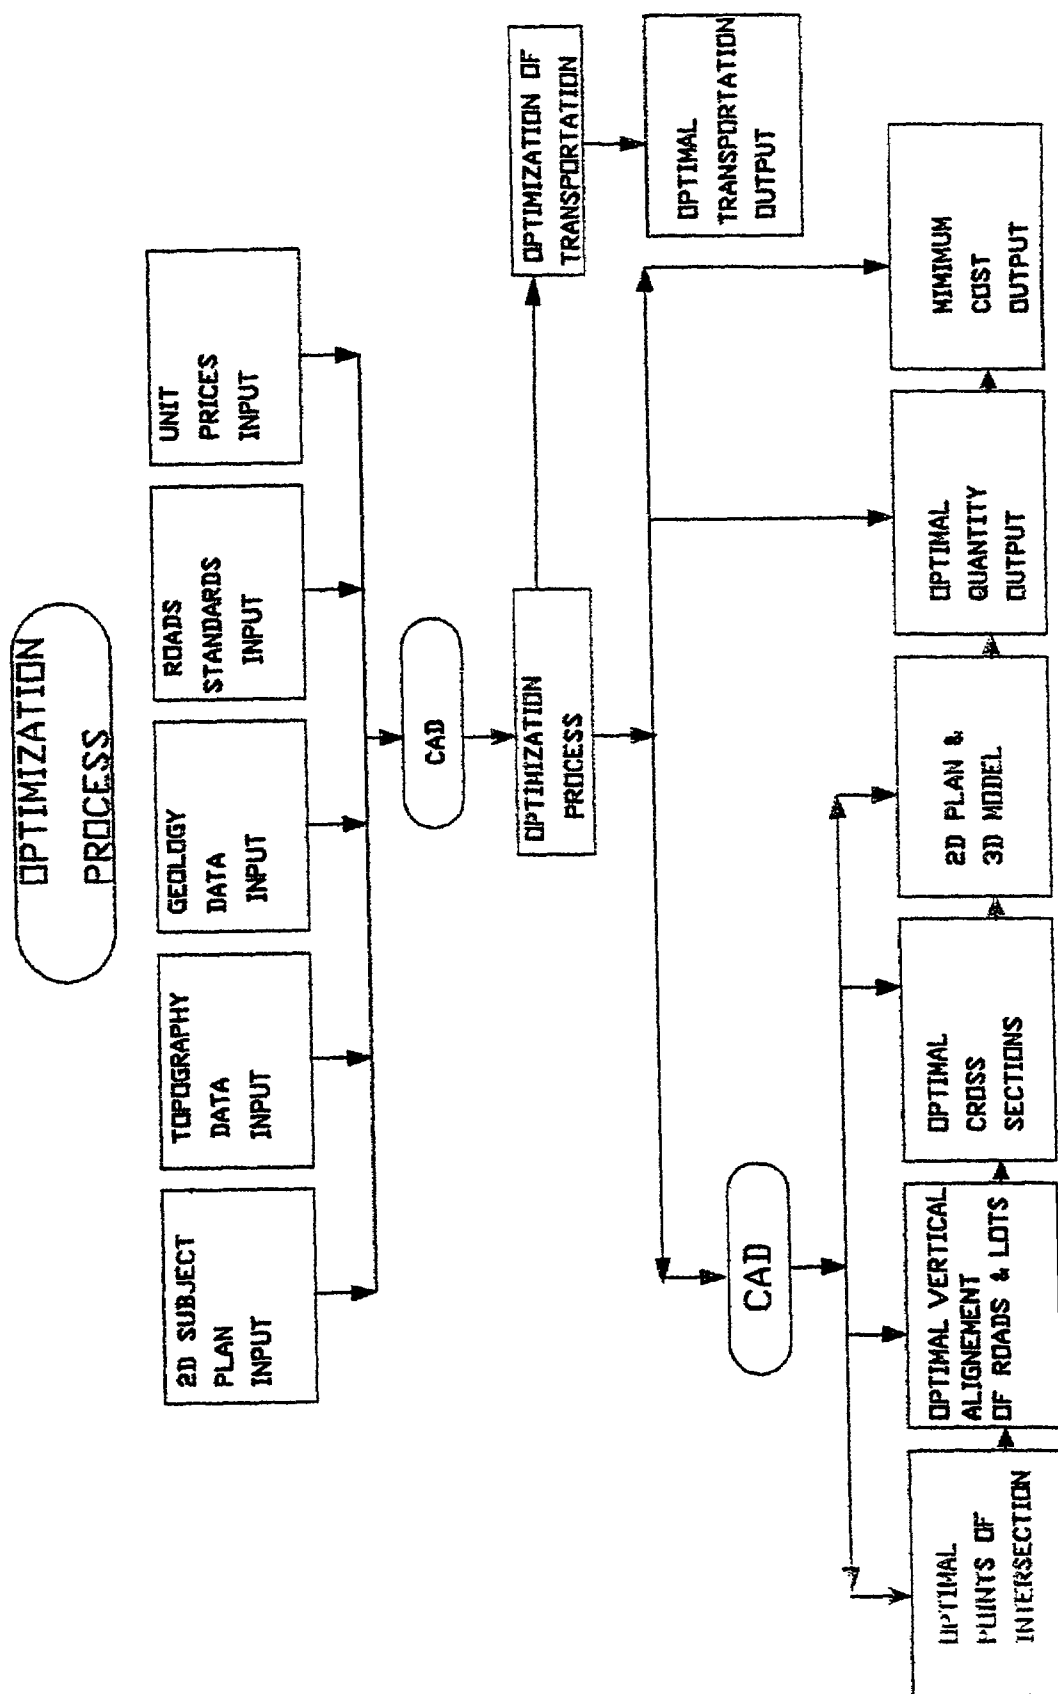 OPTIMIZATION
PROCESS
2D SUBJECT
PLAN
INPUT
TOPOGRAPHY
DATA
INPUT
GEOLOGY
DATA
INPUT
ROADS
STANDARDS
INPUT
UNIT
PRICES
INPUT
CAD
OPTIMIZATION
PROCESS
OPTIMIZATION OF
TRANSPORTATION
OPTIMAL
TRANSPORTATION
OUTPUT
CAD
OPTIMAL
POINTS OF
INTERSECTION
OPTIMAL VERTICAL
ALIGNEMENT
OF ROADS & LOTS
OPTIMAL
CROSS
SECTIONS
2D PLAN &
3D MODEL
OPTIMAL
QUANTITY
OUTPUT
MIMIMUM
COST
OUTPUT